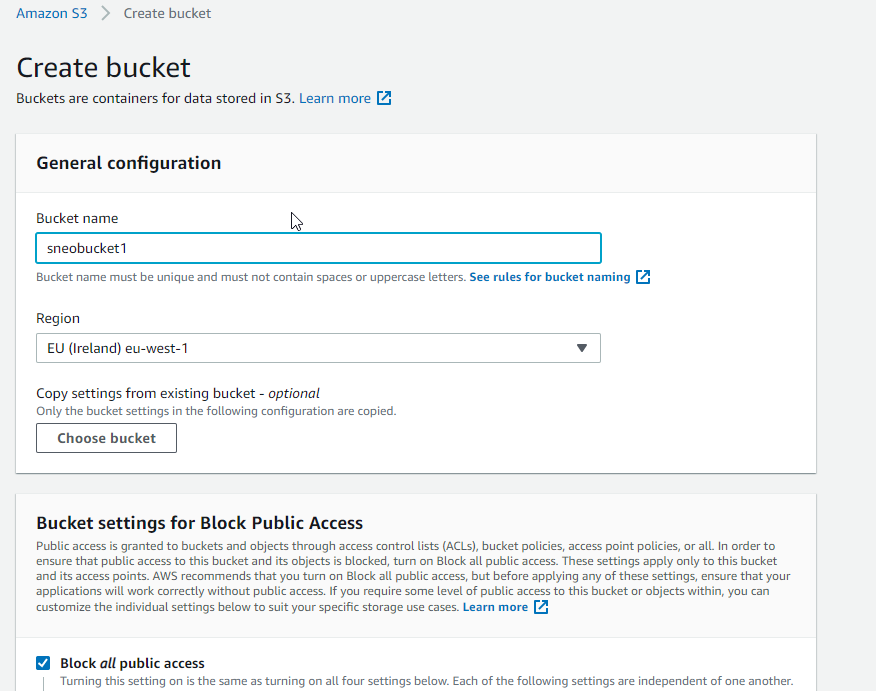 Amazon S3 > Create bucket
Create bucket
Buckets are containers for data stored in S3. Learn more
General configuration
Bucket name
sneobucket1
Bucket name must be unique and must not contain spaces or uppercase letters. See rules for bucket naming
Region
EU (Ireland) eu-west-1
Copy settings from existing bucket - optional
Only the bucket settings in the following configuration are copied.
Choose bucket
Bucket settings for Block Public Access
Public access is granted to buckets and objects through access control lists (ACLs), bucket policies, access point policies, or all. In order to
ensure that public access to this bucket and its objects is blocked, turn on Block all public access. These settings apply only to this bucket
and its access points. AWS recommends that you turn on Block all public access, but before applying any of these settings, ensure that your
applications will work correctly without public access. If you require some level of public access to this bucket or objects within, you can
customize the individual settings below to suit your specific storage use cases. Learn more
Block all public access
Turning this setting on is the same as turning on all four settings below. Each of the following settings are independent of one another.